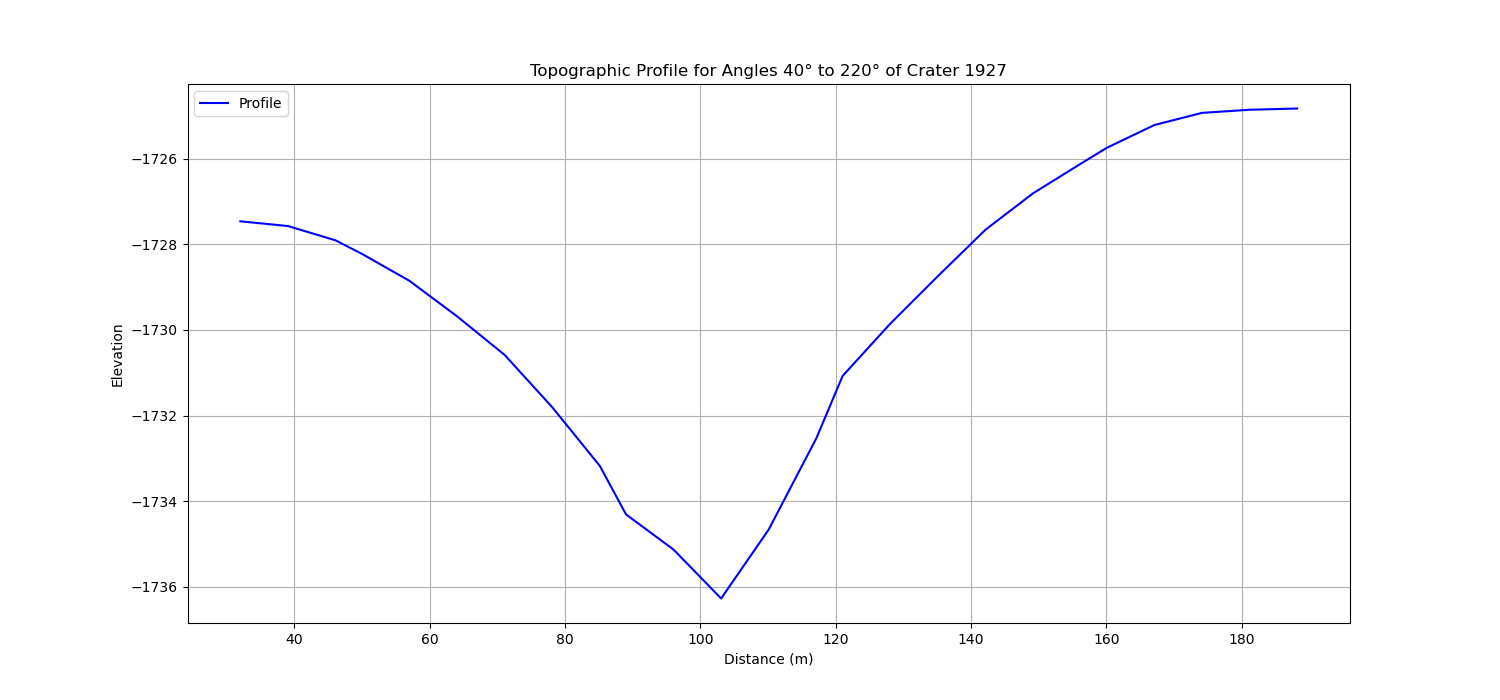 Topographic Profile for Angles 40° to 220° of Crater 1927
Profile
−1726
−1728
−1730
−1732
−1734
−1736
Elevation
40 60 80 100 120 140 160 180
Distance (m)